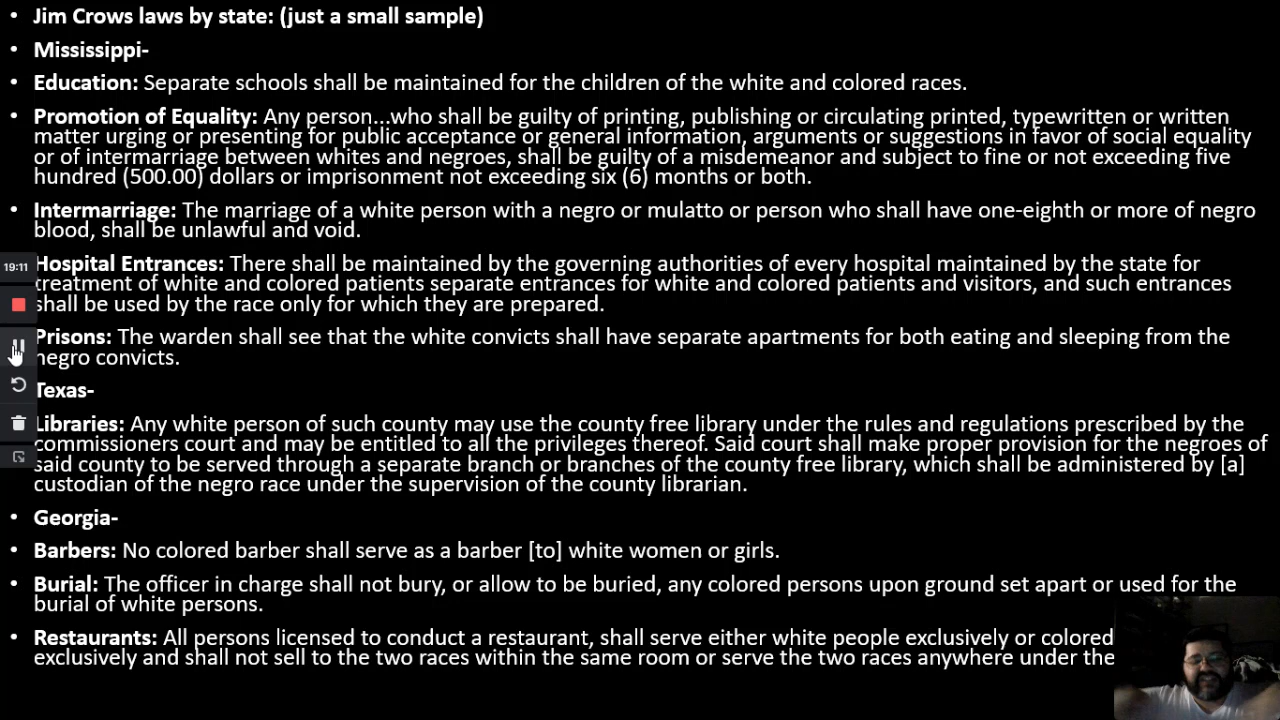 Jim Crows laws by state: (just a small sample)
Mississippi-
Education: Separate schools shall be maintained for the children of the white and colored races.
Promotion of Equality: Any person...who shall be guilty of printing, publishing or circulating printed, typewritten or written
matter urging or presenting for public acceptance or general information, arguments or suggestions in favor of social equality
or of intermarriage between whites and negroes, shall be guilty of a misdemeanor and subject to fine or not exceeding five
hundred (500.00) dollars or imprisonment not exceeding six (6) months or both.
Intermarriage: The marriage of a white person with a negro or mulatto or person who shall have one-eighth or more of negro
blood, shall be unlawful and void.
19:11
Hospital Entrances: There shall be maintained by the governing authorities of every hospital maintained by the state for
treatment of white and colored patients separate entrances for white and colored patients and visitors, and such entrances
shall be used by the race only for which they are prepared.
Prisons: The warden shall see that the white convicts shall have separate apartments for both eating and sleeping from the
negro convicts.
Texas-
Libraries: Any white person of such county may use the county free library under the rules and regulations prescribed by the
commissioners court and may be entitled to all the privileges thereof. Said court shall make proper provision for the negroes of
said county to be served through a separate branch or branches of the county free library, which shall be administered by [a]
custodian of the negro race under the supervision of the county librarian.
Georgia-
Barbers: No colored barber shall serve as a barber [to] white women or girls.
Burial: The officer in charge shall not bury, or allow to be buried, any colored persons upon ground set apart or used for the
burial of white persons.
Restaurants: All persons licensed to conduct a restaurant, shall serve either white people exclusively or colored
exclusively and shall not sell to the two races within the same room or serve the two races anywhere under the